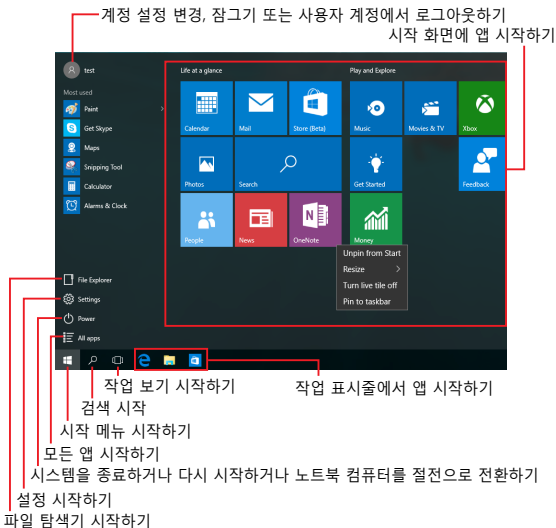 계정 설정 변경, 잠그기 또는 사용자 계정에서 로그아웃하기
시작 화면에 앱 시작하기
test
Most used
Paint
Get Skype
Maps
Snipping Tool
Calculator
Alarms & Clock
File Explorer
Settings
Power
All apps
Life at a glance
Play and Explore
Calendar
Mail
Store (Beta)
Music
Movies & TV
Xbox
Photos
Search
Get Started
Feedback
People
News
OneNote
Money
Unpin from Start
Resize
Turn live tile off
Pin to taskbar
작업 보기 시작하기
작업 표시줄에서 앱 시작하기
검색 시작
시작 메뉴 시작하기
모든 앱 시작하기
시스템을 종료하거나 다시 시작하거나 노트북 컴퓨터를 절전으로 전환하기
설정 시작하기
파일 탐색기 시작하기